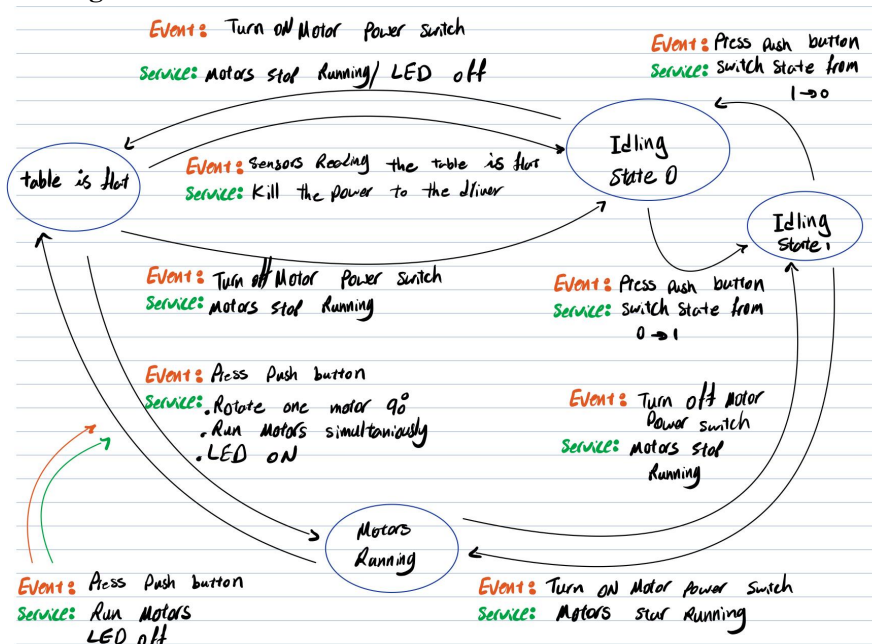 Event: Turn ON Motor Power Switch
Service: Motors stop Running/ LED off
Event: Press Push button
Service: Switch State from
1→0
Idling
State 0
table is flat
Event: Sensors Reading the table is flat
Service: Kill the power to the driver
Idling
State 1
Event: Turn off Motor Power Switch
Service: Motors stop Running
Event: Press Push button
Service: Switch State from
0→1
Event: Press Push button
Service: .Rotate one motor 90°
.Run Motors simultaniously
.LED ON
Event: Turn off Motor
Power switch
Service: Motors stop
Running
Motors
Running
Event: Press Push button
Service: Run Motors
LED off
Event: Turn ON Motor Power Switch
Service: Motors star Running